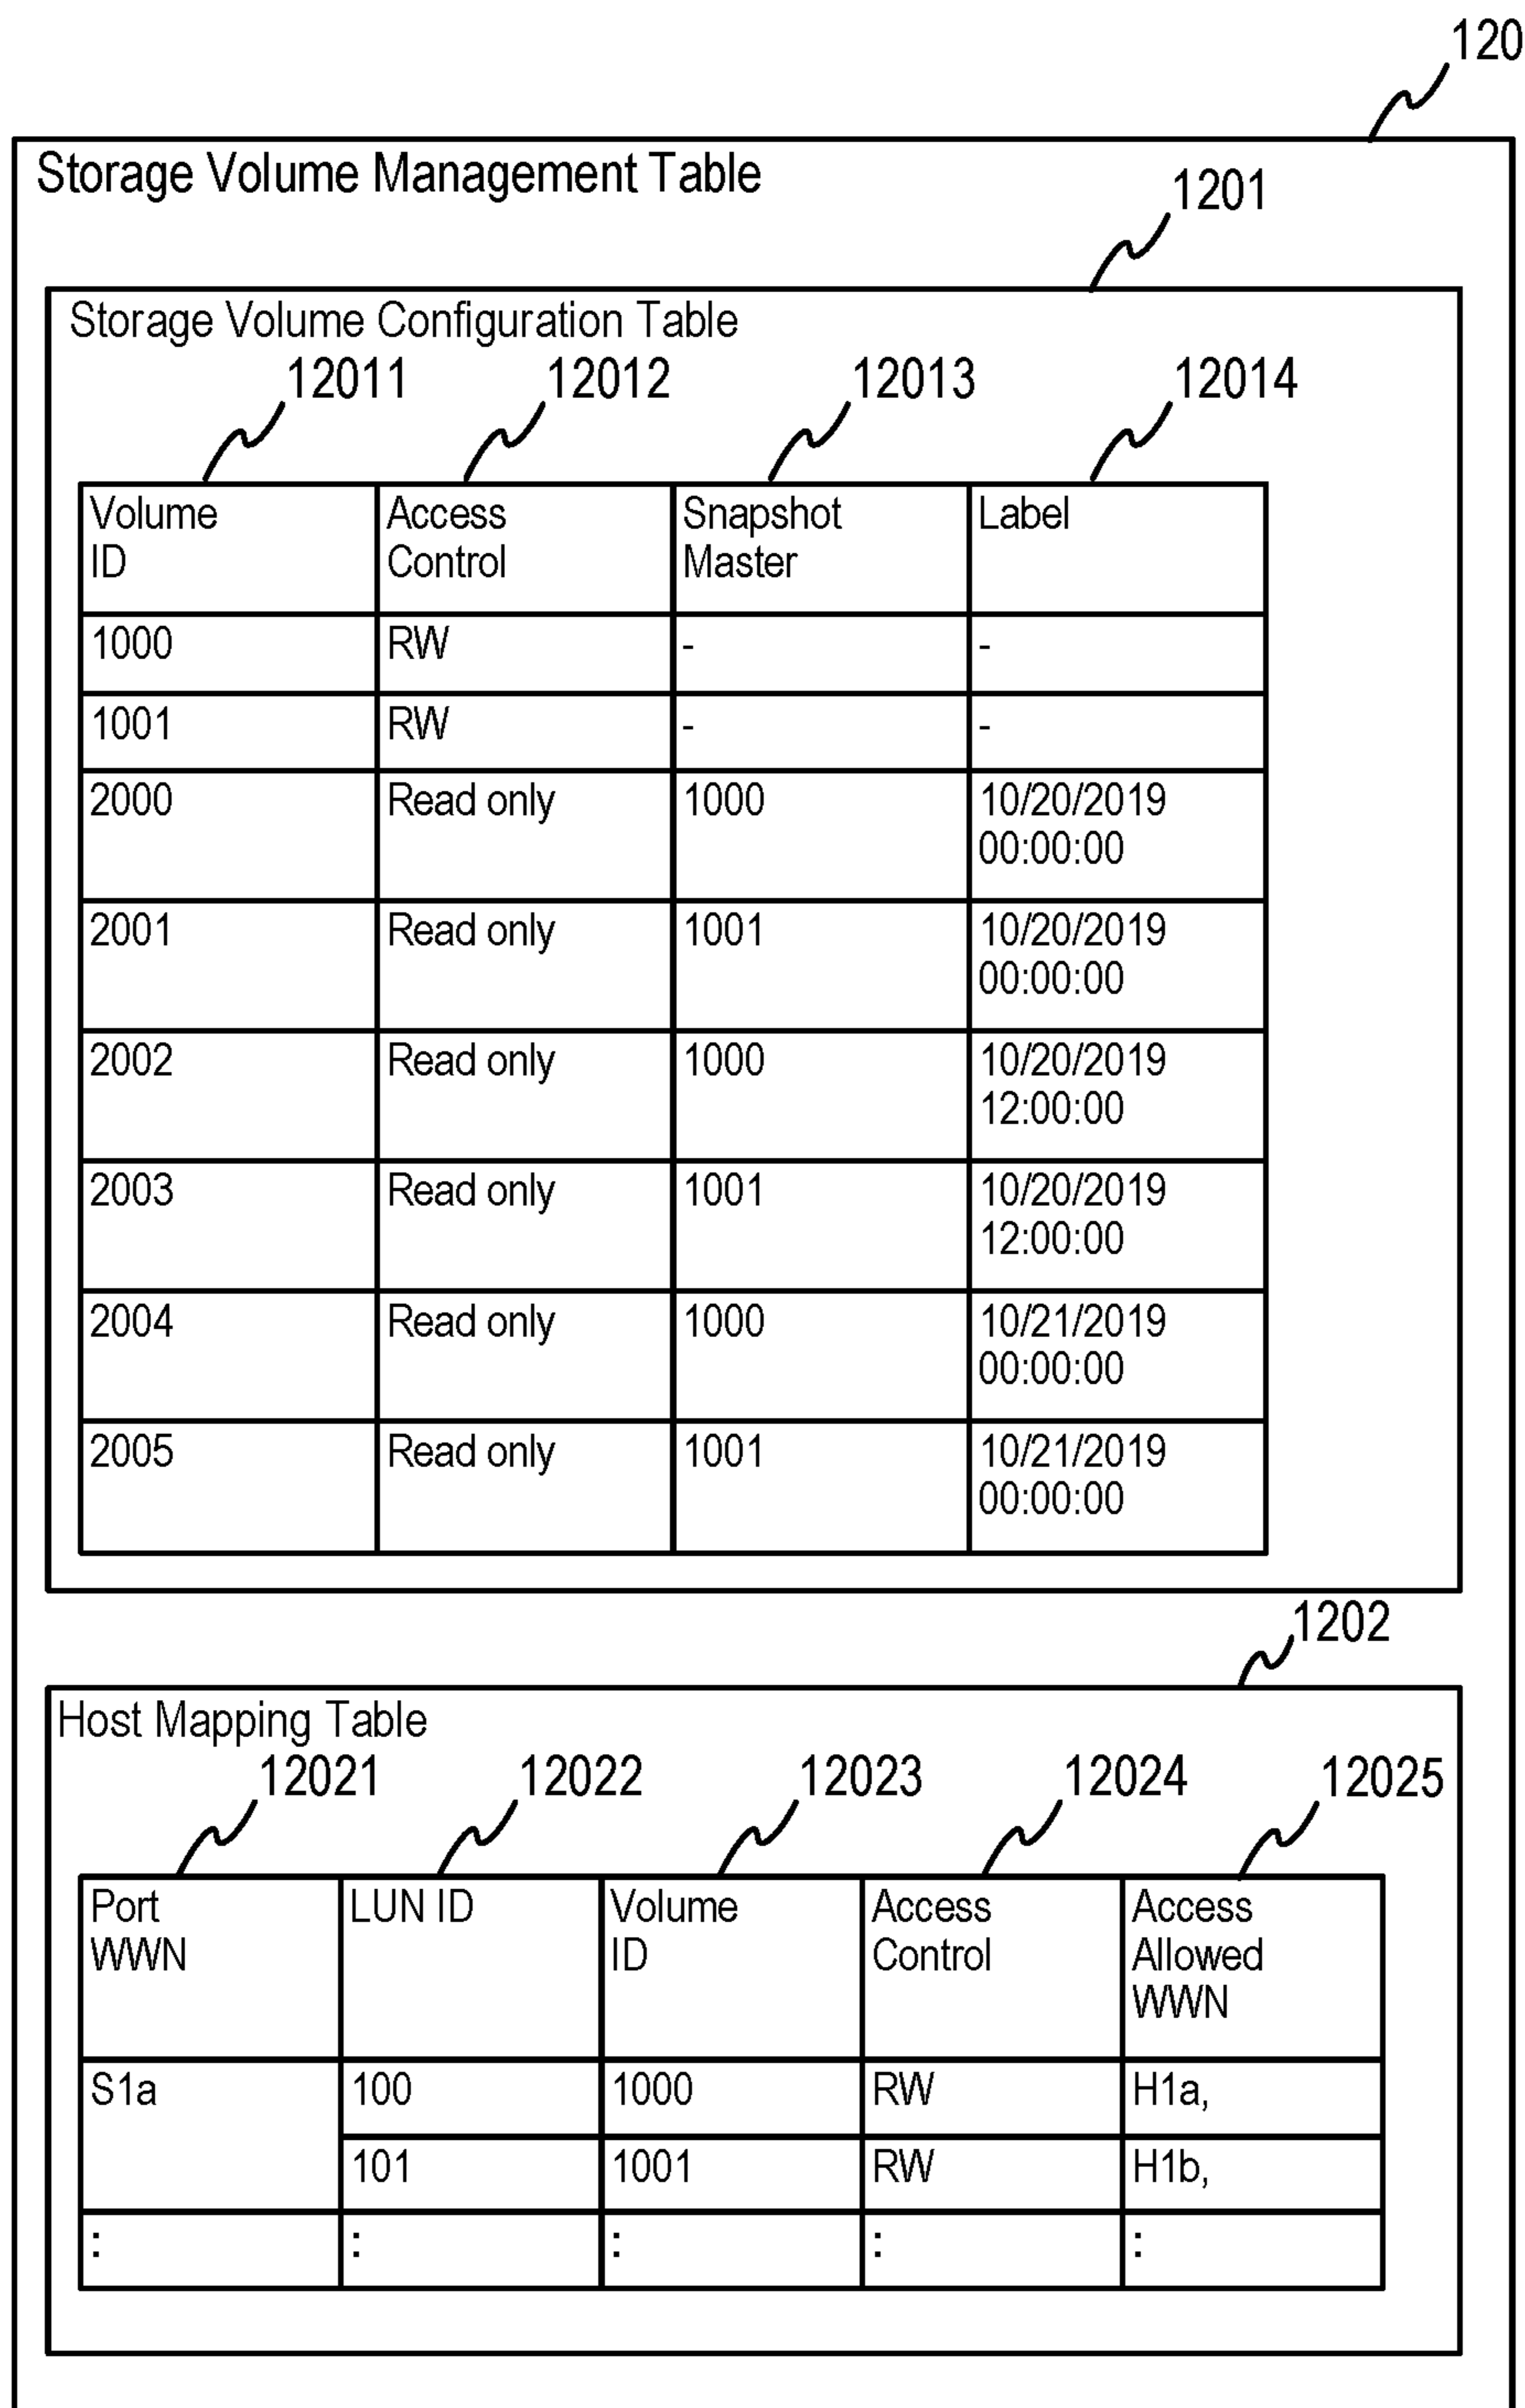 120
Storage Volume Management Table
1201
Storage Volume Configuration Table
12011 12012 12013 12014
Volume ID Access Control Snapshot Master Label
1000 RW - -
1001 RW - -
2000 Read only 1000 10/20/2019 00:00:00
2001 Read only 1001 10/20/2019 00:00:00
2002 Read only 1000 10/20/2019 12:00:00
2003 Read only 1001 10/20/2019 12:00:00
2004 Read only 1000 10/21/2019 00:00:00
2005 Read only 1001 10/21/2019 00:00:00
1202
Host Mapping Table
12021 12022 12023 12024 12025
Port WWN LUN ID Volume ID Access Control Access Allowed WWN
S1a 100 1000 RW H1a,
101 1001 RW H1b,
: : : : :